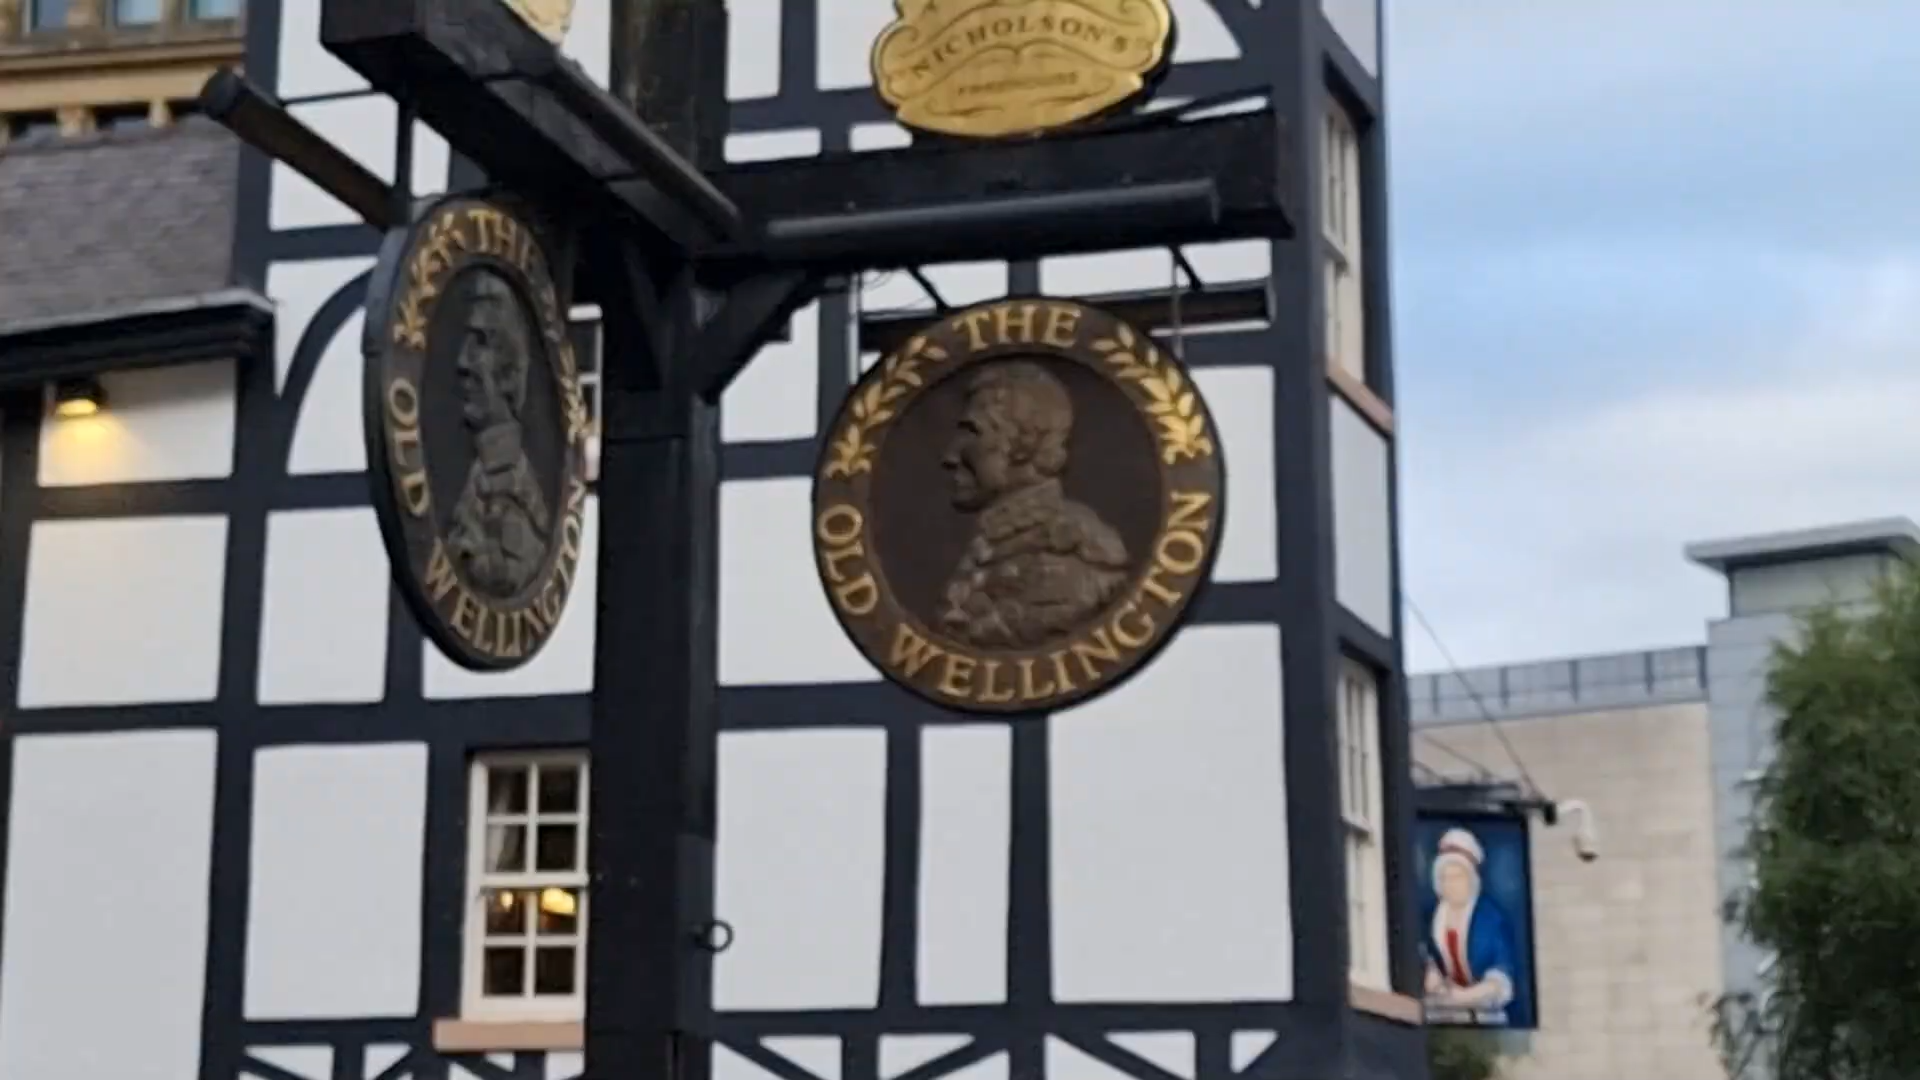 NICHOLSON'S
THE
OLD
WELLINGTON
THE
OLD
WELLINGTON